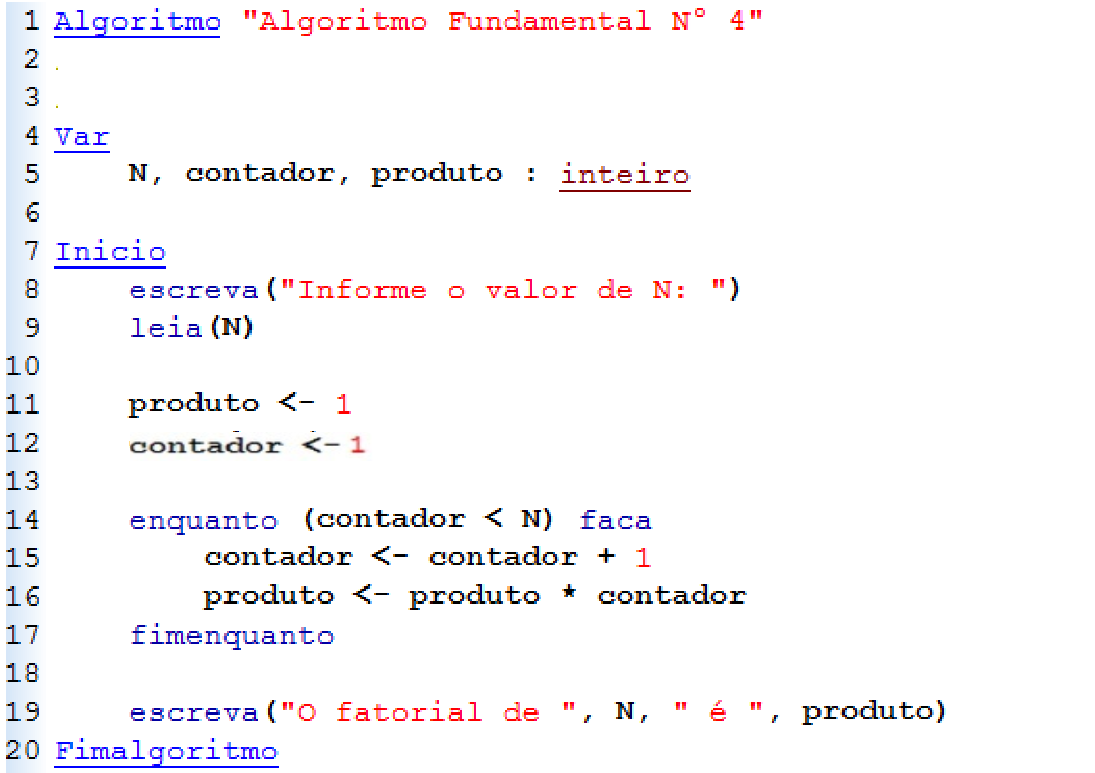 1 Algoritmo "Algoritmo Fundamental N° 4"
2 .
3 .
4 Var
5 N, contador, produto : inteiro
6
7 Inicio
8 escreva("Informe o valor de N: ")
9 leia(N)
10
11 produto <- 1
12 contador <-1
13
14 enquanto (contador < N) faca
15 contador <- contador + 1
16 produto <- produto * contador
17 fimenquanto
18
19 escreva("O fatorial de ", N, " é ", produto)
20 Fimalgoritmo